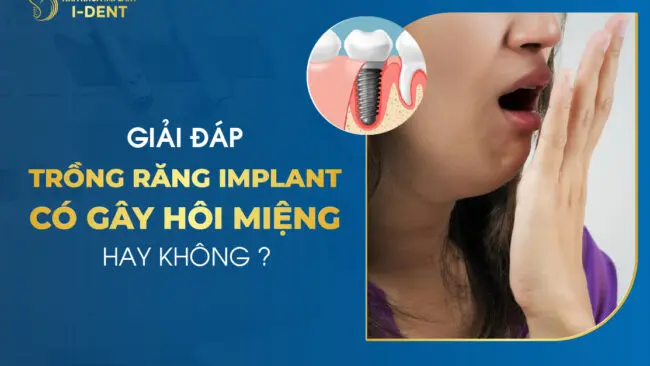 I-DENT
GIẢI ĐÁP
TRỒNG RĂNG IMPLANT
CÓ GÂY HÔI MIỆNG
HAY KHÔNG ?